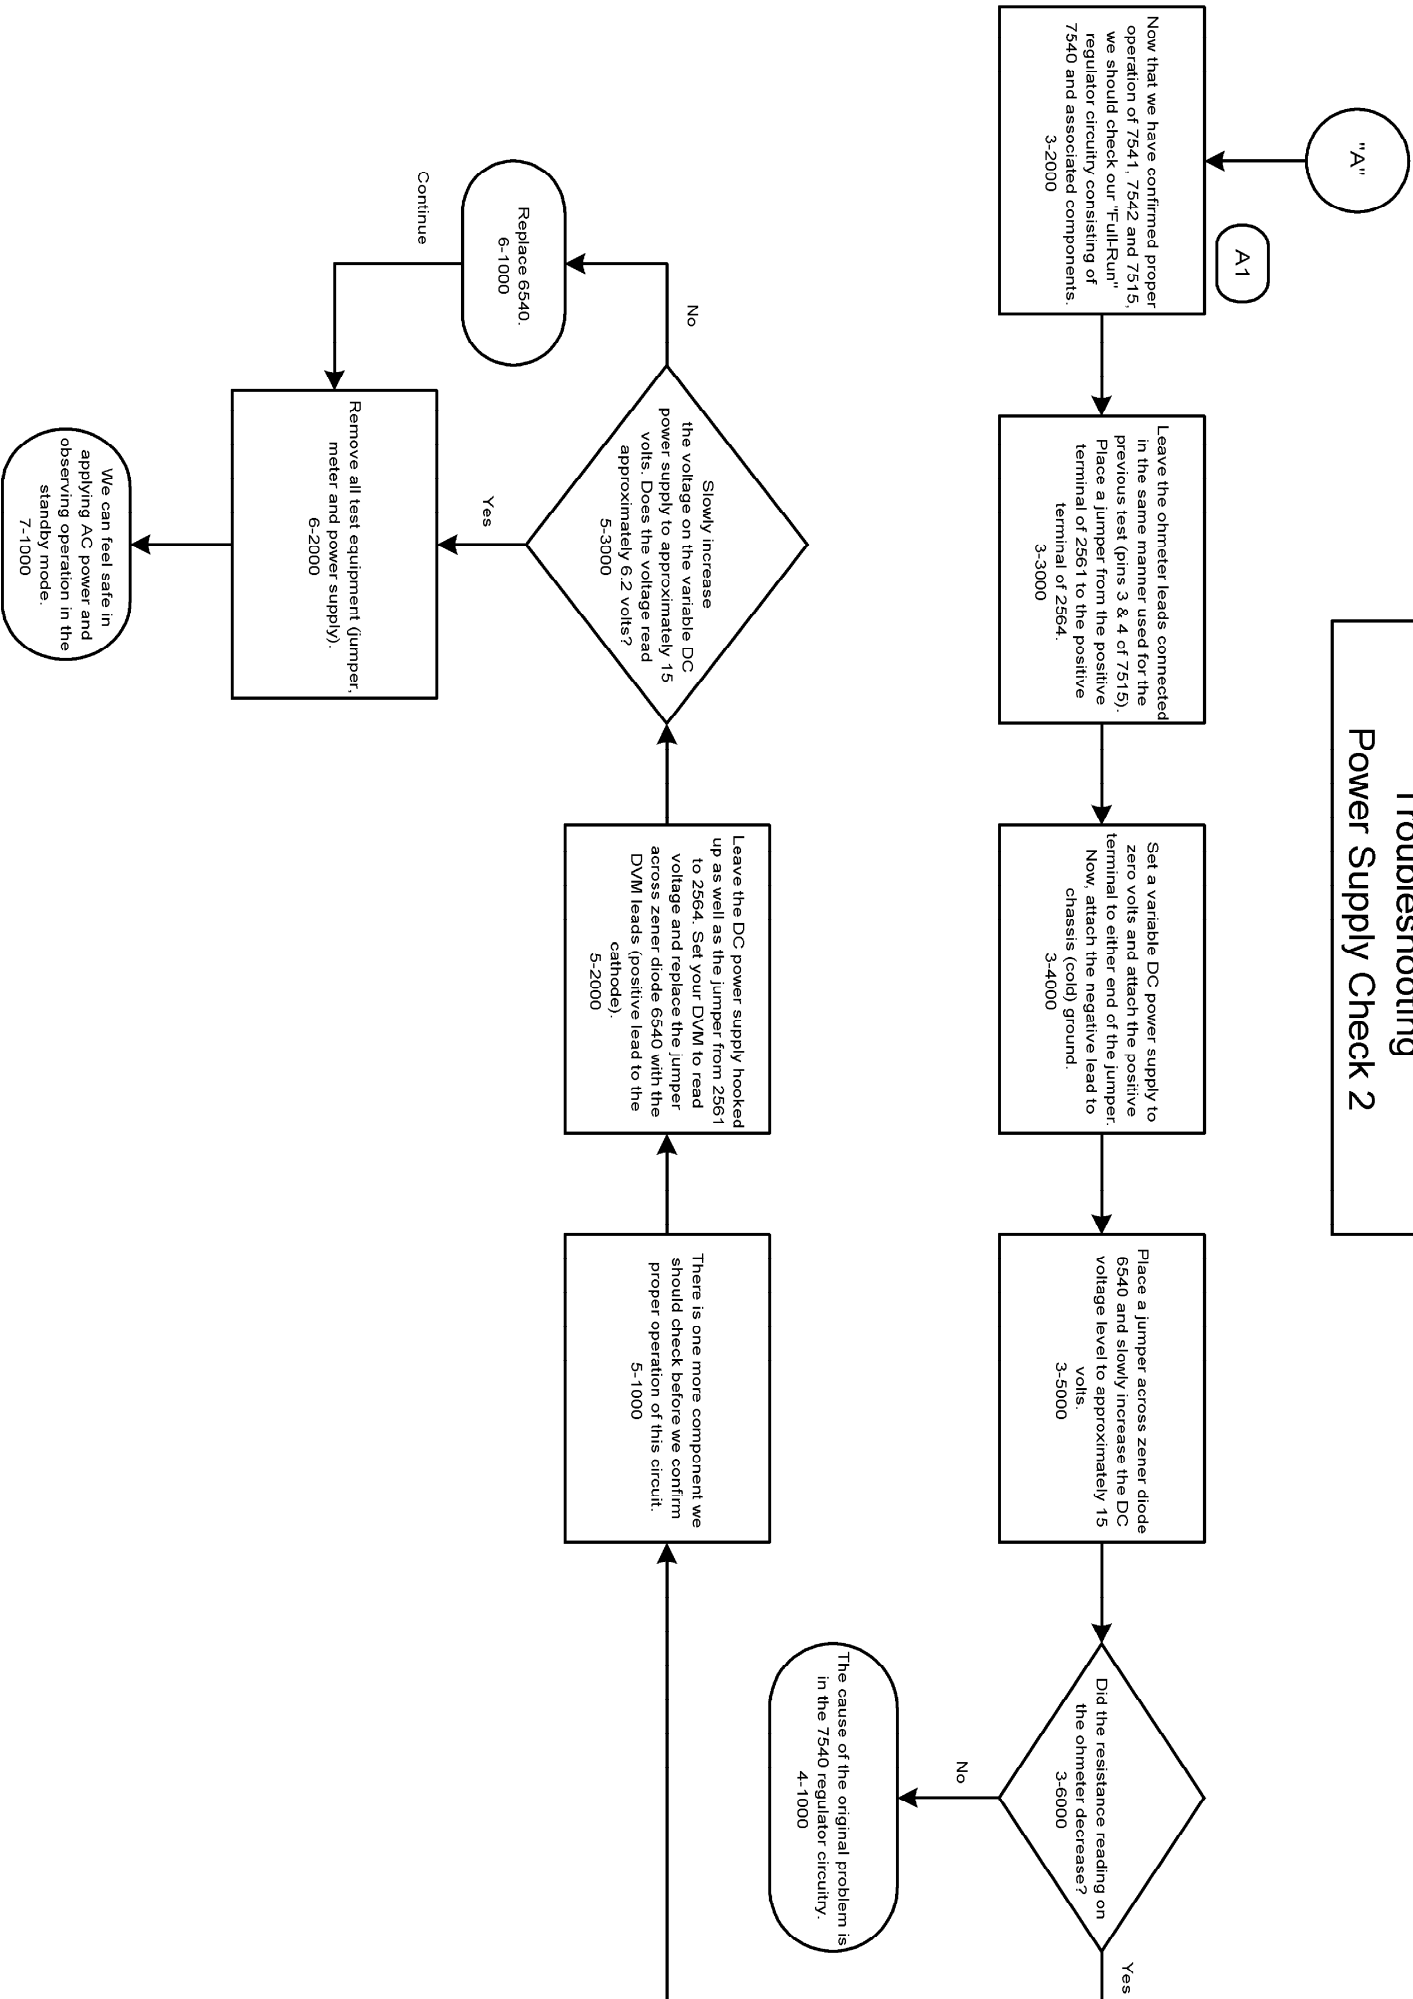 Troubleshooting
Power Supply Check 2
"A"
A1
Now that we have confirmed proper
operation of 7541, 7542 and 7515,
we should check our "Full-Run"
regulator circuitry consisting of
7540 and associated components.
3-2000
Leave the ohmeter leads connected
in the same manner used for the
previous test (pins 3 & 4 of 7515).
Place a jumper from the positive
terminal of 2561 to the positive
terminal of 2564.
3-3000
Set a variable DC power supply to
zero volts and attach the positive
terminal to either end of the jumper.
Now, attach the negative lead to
chassis (cold) ground.
3-4000
Place a jumper across zener diode
6540 and slowly increase the DC
voltage level to approximately 15
volts.
3-5000
Did the resistance reading on
the ohmeter decrease?
3-6000
Yes
No
The cause of the original problem is
in the 7540 regulator circuitry.
4-1000
There is one more component we
should check before we confirm
proper operation of this circuit.
5-1000
Leave the DC power supply hooked
up as well as the jumper from 2561
to 2564. Set your DVM to read
voltage and replace the jumper
across zener diode 6540 with the
DVM leads (positive lead to the
cathode).
5-2000
Slowly increase
the voltage on the variable DC
power supply to approximately 15
volts. Does the voltage read
approximately 6.2 volts?
5-3000
No
Yes
Replace 6540.
6-1000
Continue
Remove all test equipment (jumper,
meter and power supply).
6-2000
We can feel safe in
applying AC power and
observing operation in the
standby mode.
7-1000